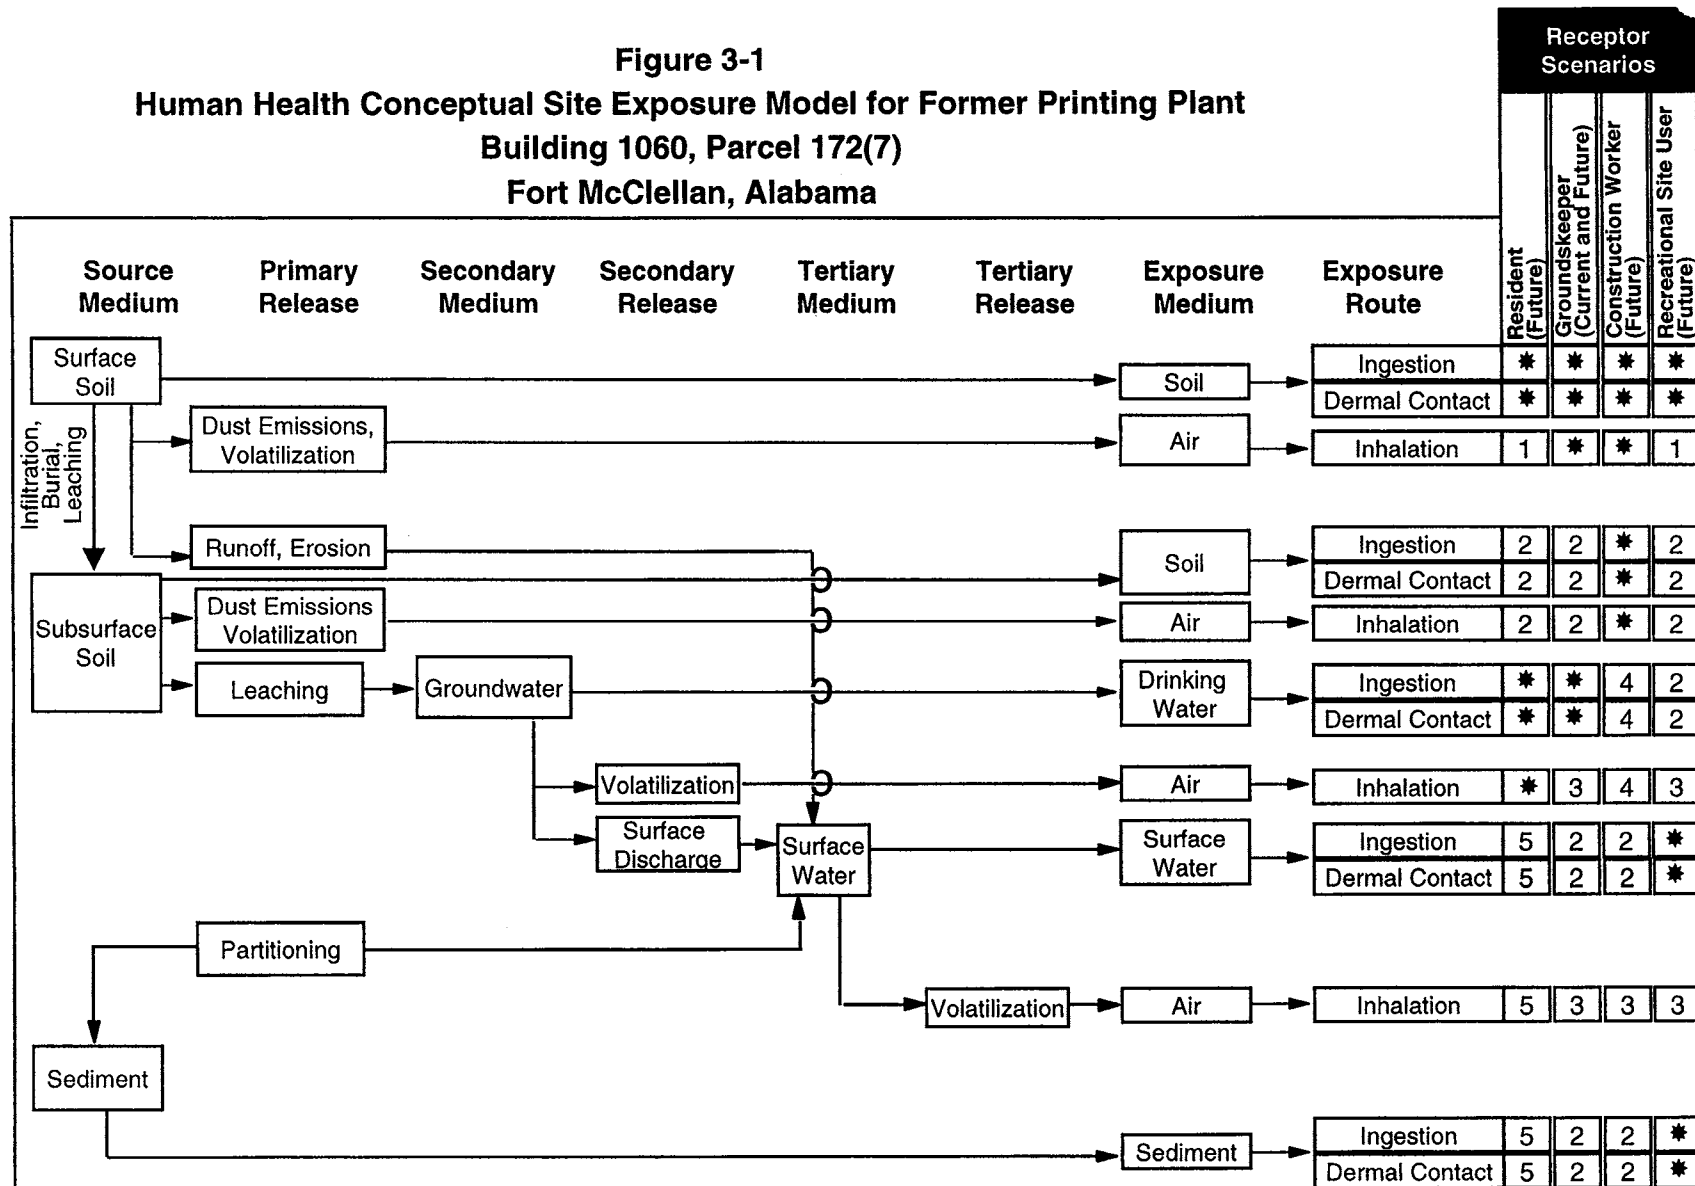 Receptor
Scenarios
Figure 3-1
Human Health Conceptual Site Exposure Model for Former Printing Plant
Building 1060, Parcel 172(7)
Fort McClellan, Alabama
Source
Medium
Primary
Release
Secondary
Medium
Secondary
Release
Tertiary
Medium
Tertiary
Release
Exposure
Medium
Exposure
Route
Resident
(Future)
Groundskeeper
(Current and Future)
Construction Worker
(Future)
Recreational Site User
(Future)
Surface
Soil
Soil
Ingestion * * * *
Dermal Contact * * * *
Infiltration,
Burial,
Leaching
Dust Emissions,
Volatilization
Air
Inhalation 1 * * 1
Runoff, Erosion
Soil
Ingestion 2 2 * 2
Dermal Contact 2 2 * 2
Subsurface
Soil
Dust Emissions
Volatilization
Air
Inhalation 2 2 * 2
Leaching
Groundwater
Drinking
Water
Ingestion * * 4 2
Dermal Contact * * 4 2
Volatilization
Air
Inhalation * 3 4 3
Surface
Discharge
Surface
Water
Surface
Water
Ingestion 5 2 2 *
Dermal Contact 5 2 2 *
Partitioning
Volatilization
Air
Inhalation 5 3 3 3
Sediment
Sediment
Ingestion 5 2 2 *
Dermal Contact 5 2 2 *